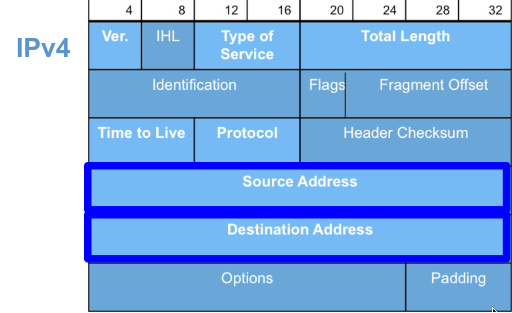 4 8 12 16 20 24 28 32
IPv4
Ver. IHL Type of Service Total Length
Identification Flags Fragment Offset
Time to Live Protocol Header Checksum
Source Address
Destination Address
Options Padding